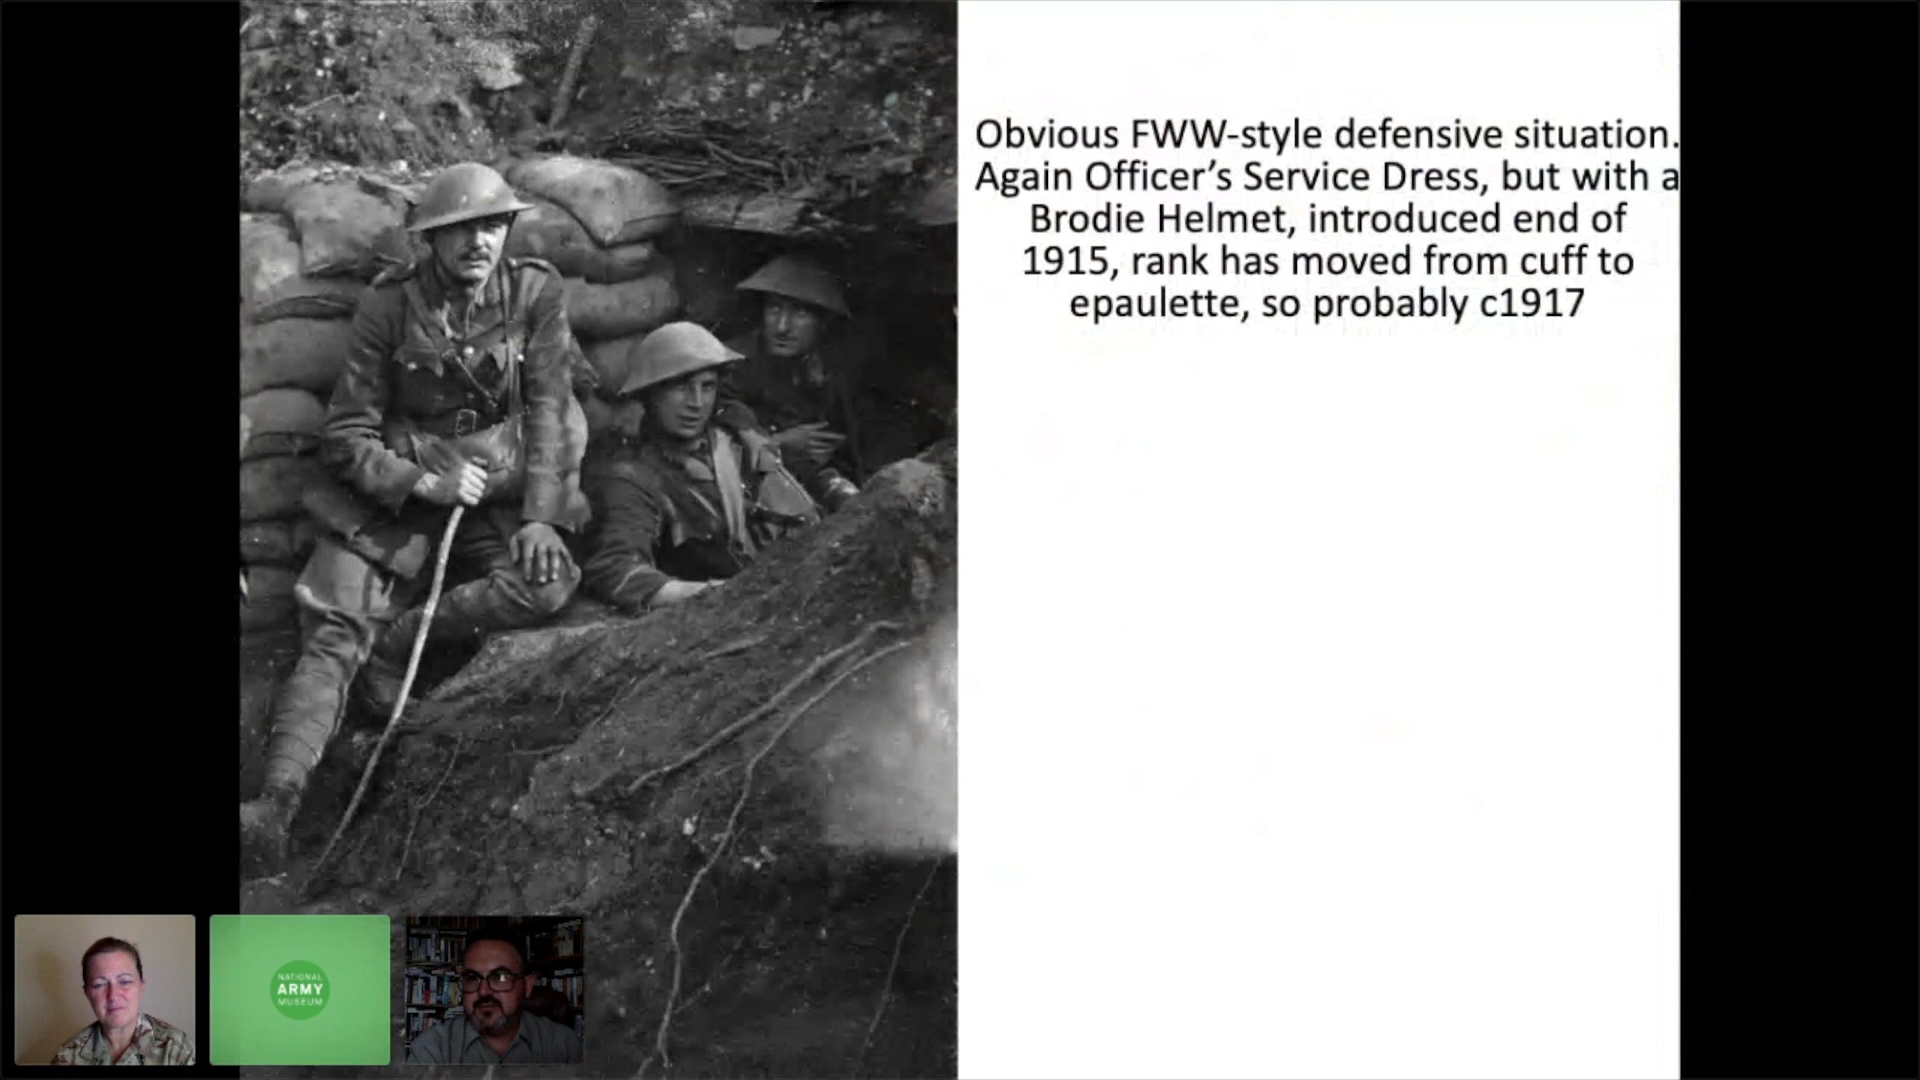 Obvious FWW-style defensive situation.
Again Officer’s Service Dress, but with a
Brodie Helmet, introduced end of
1915, rank has moved from cuff to
epaulette, so probably c1917
NATIONAL
ARMY
MUSEUM